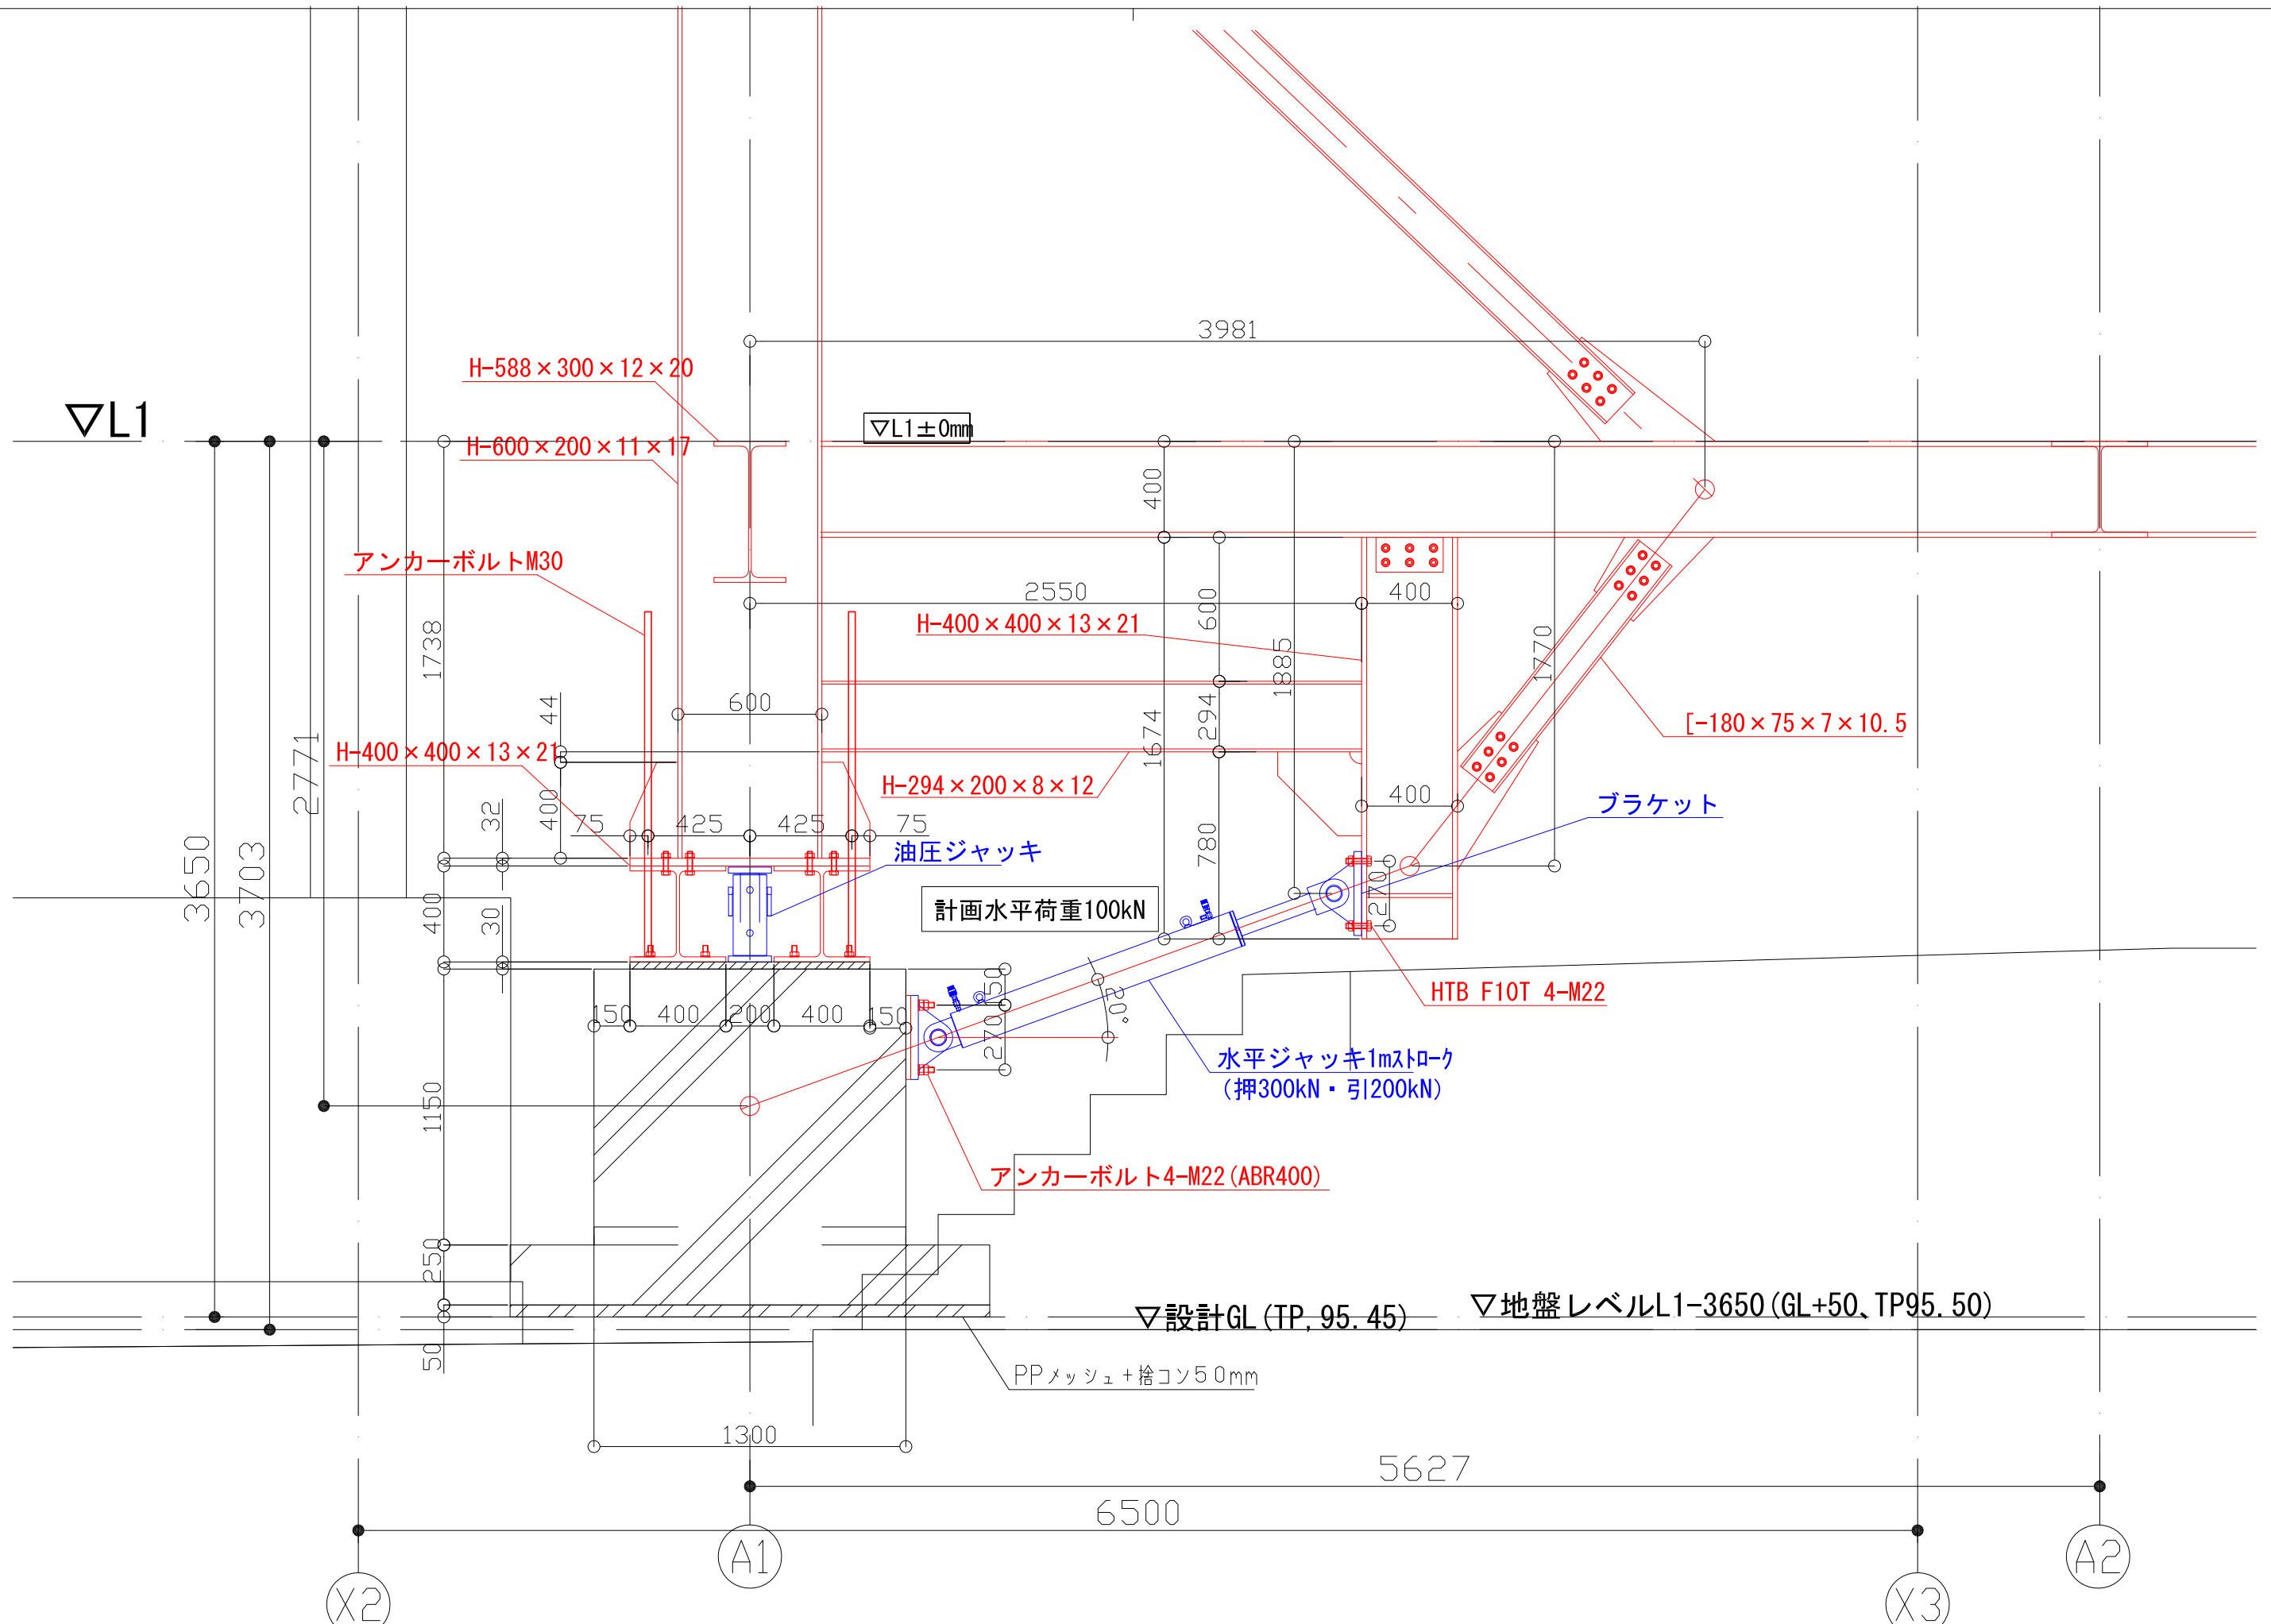 3981
H-588×300×12×20
▽L1
▽L1±0mm
H-600×200×11×17
400
アンカーボルトM30
2550
400
600
H-400×400×13×21
1738
1885
1770
44
600
294
1674
[-180×75×7×10.5
2771
H-400×400×13×21
H-294×200×8×12
400
ブラケット
32
400
75
425
425
75
780
油圧ジャッキ
3650
3703
400
30
計画水平荷重100kN
270
HTB F10T 4-M22
150
400
200
400
150
150
270
20°
水平ジャッキ1mストローク
(押300kN・引200kN)
1150
アンカーボルト4-M22(ABR400)
250
▽設計GL(TP,95.45)
▽地盤レベルL1-3650(GL+50、TP95.50)
50
PPメッシュ+捨コン50mm
1300
5627
6500
A1
A2
X2
X3